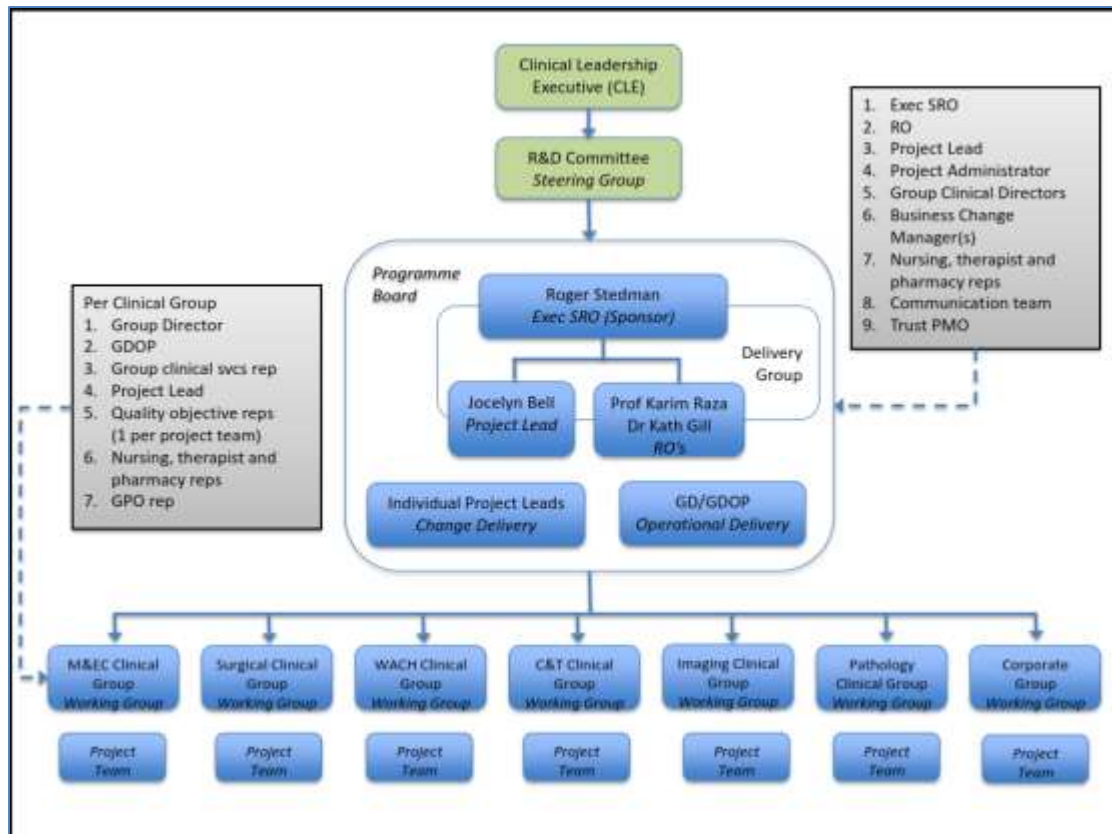 Clinical Leadership
Executive (CLE)
R&D Committee
Steering Group
1. Exec SRO
2. RO
3. Project Lead
4. Project Administrator
5. Group Clinical Directors
6. Business Change
Manager(s)
7. Nursing, therapist and
pharmacy reps
8. Communication team
9. Trust PMO
Programme
Board
Roger Stedman
Exec SRO (Sponsor)
Delivery
Group
Jocelyn Bell
Project Lead
Prof Karim Raza
Dr Kath Gill
RO's
Individual Project Leads
Change Delivery
GD/GDOP
Operational Delivery
Per Clinical Group
1. Group Director
2. GDOP
3. Group clinical svcs rep
4. Project Lead
5. Quality objective reps
(1 per project team)
6. Nursing, therapist and
pharmacy reps
7. GPO rep
M&EC Clinical
Group
Working Group
Surgical Clinical
Group
Working Group
WACH Clinical
Group
Working Group
C&T Clinical
Group
Working Group
Imaging Clinical
Group
Working Group
Pathology
Clinical Group
Working Group
Corporate
Group
Working Group
Project
Team
Project
Team
Project
Team
Project
Team
Project
Team
Project
Team
Project
Team